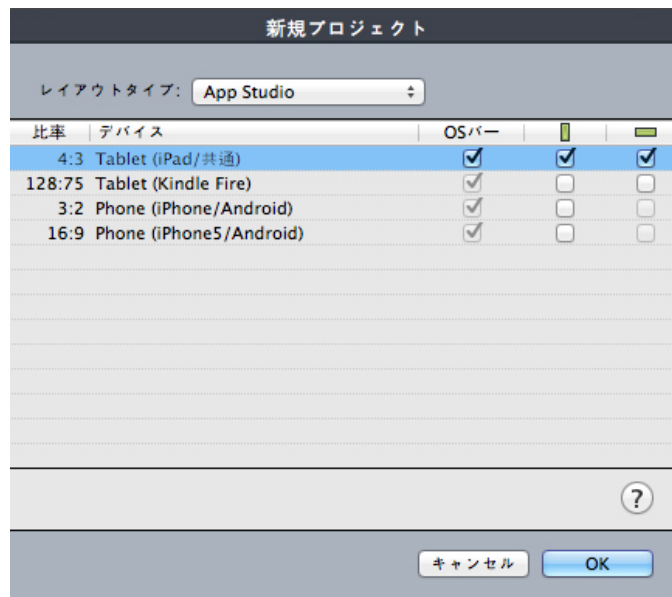 新規プロジェクト
レイアウトタイプ: App Studio
比率 デバイス OSバー
4:3 Tablet (iPad/共通)
128:75 Tablet (Kindle Fire)
3:2 Phone (iPhone/Android)
16:9 Phone (iPhone5/Android)
?
キャンセル OK